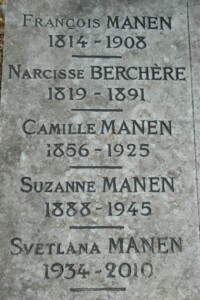 François MANEN
1814 - 1908
Narcisse BERCHÈRE
1819 - 1891
Camille MANEN
1856 - 1925
Suzanne MANEN
1888 - 1945
Svetlana MANEN
1934 - 2010